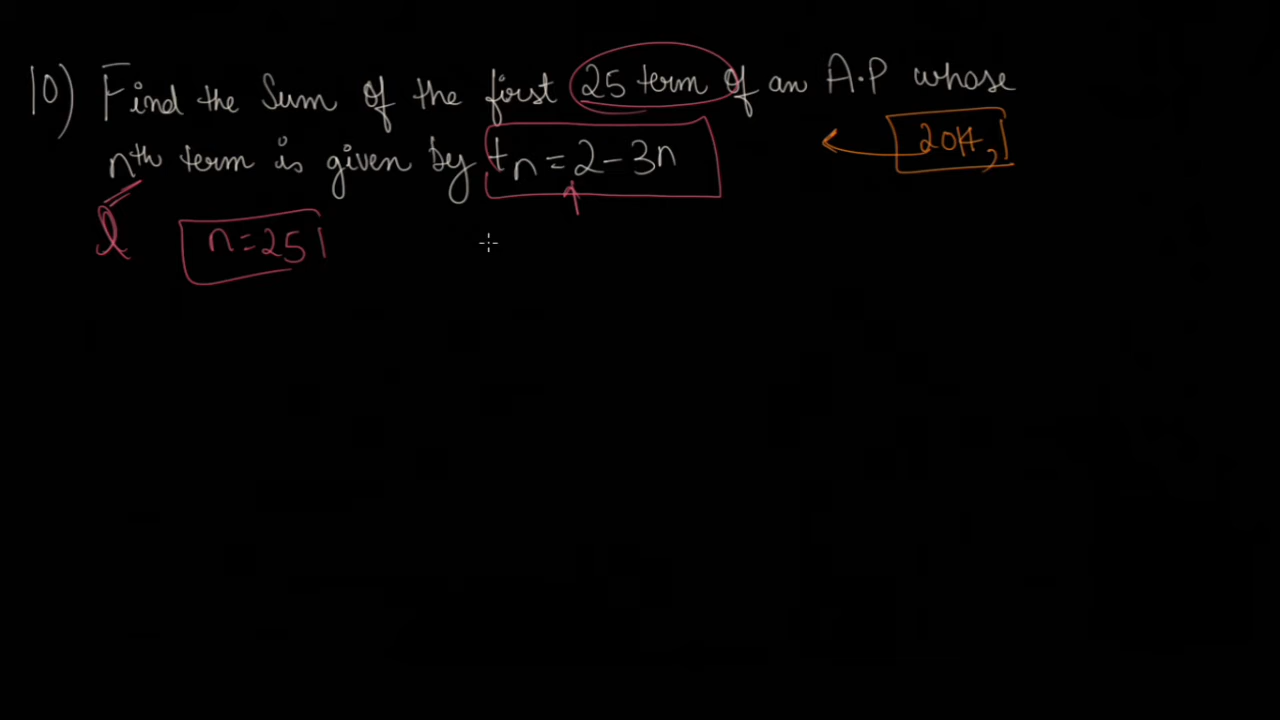 10) Find the Sum of the first 25 term of an A.P whose
nth term is given by tn = 2 - 3n
2014,
l n = 25